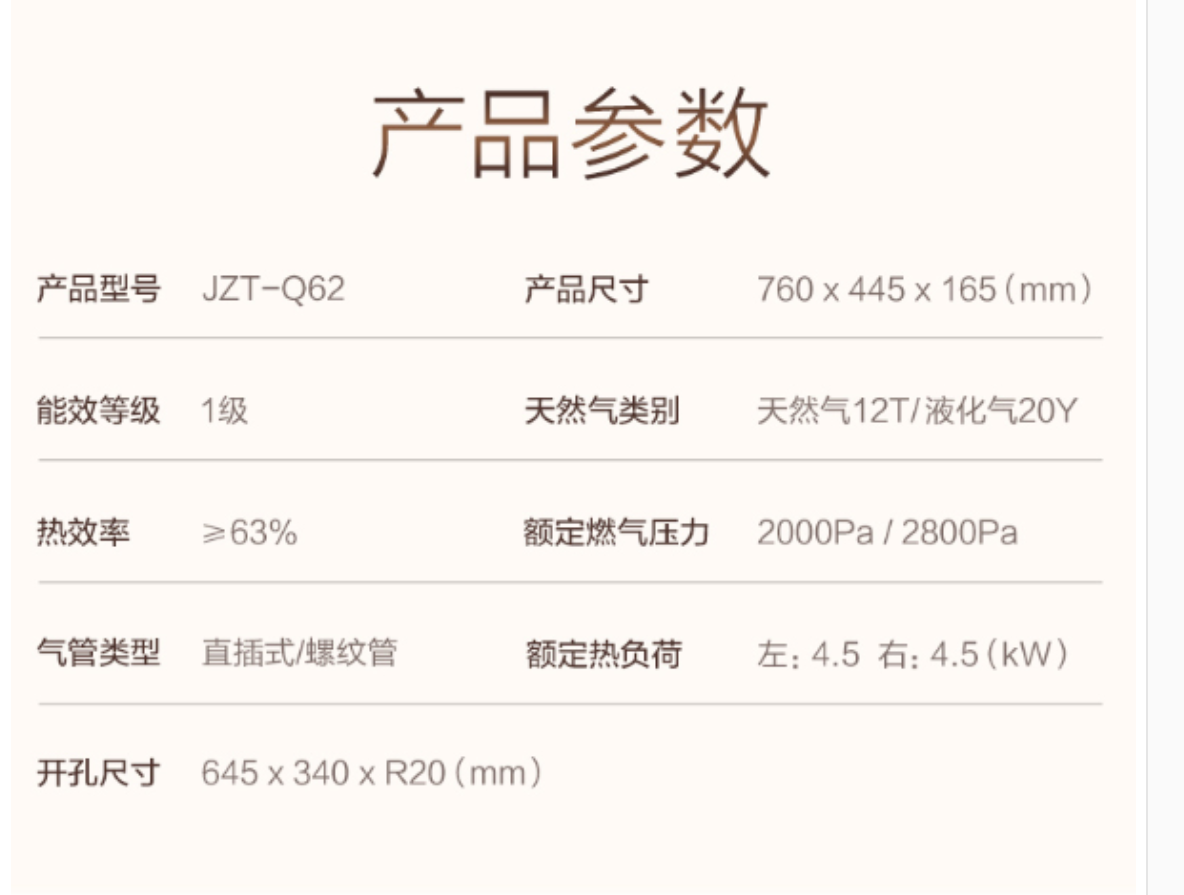 产品参数
产品型号 JZT-Q62 产品尺寸 760 x 445 x 165(mm)
能效等级 1级 天然气类别 天然气12T/液化气20Y
热效率 ≥63% 额定燃气压力 2000Pa / 2800Pa
气管类型 直插式/螺纹管 额定热负荷 左: 4.5 右: 4.5(kW)
开孔尺寸 645 x 340 x R20(mm)